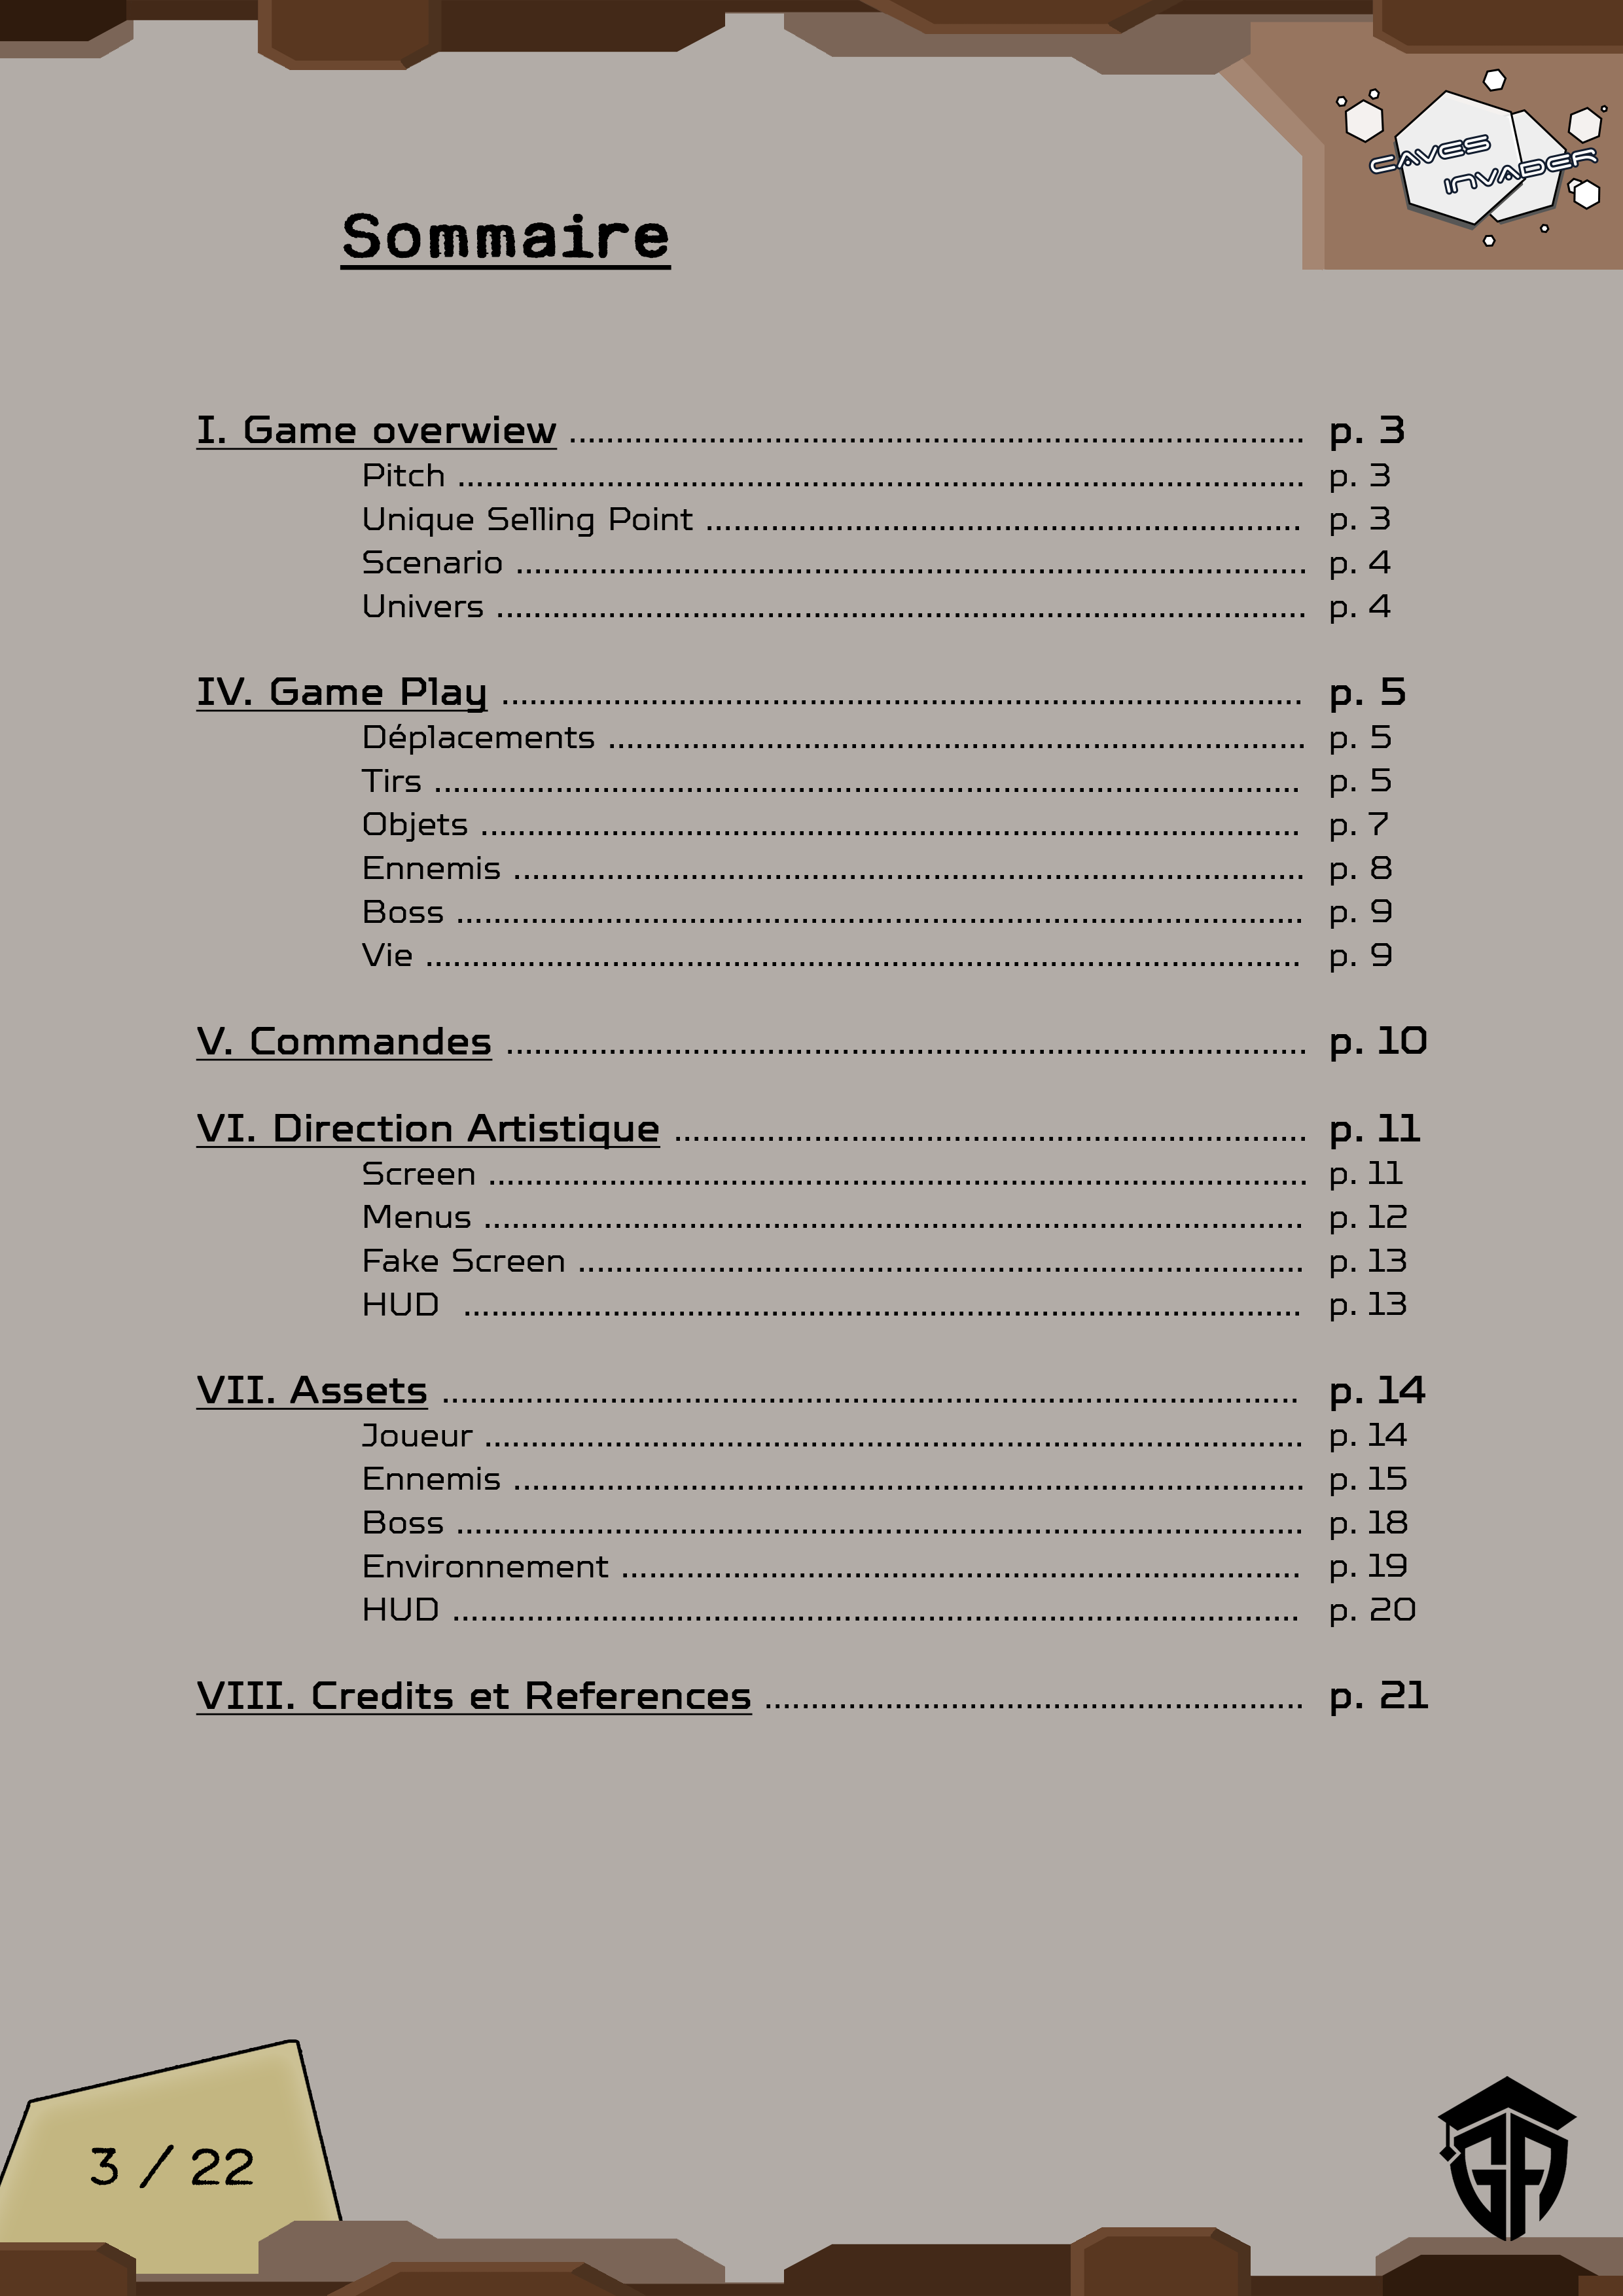 CAVES
INVADER
Sommaire
I. Game overwiew .......... p. 3
Pitch .......... p. 3
Unique Selling Point .......... p. 3
Scenario .......... p. 4
Univers .......... p. 4
IV. Game Play .......... p. 5
Déplacements .......... p. 5
Tirs .......... p. 5
Objets .......... p. 7
Ennemis .......... p. 8
Boss .......... p. 9
Vie .......... p. 9
V. Commandes .......... p. 10
VI. Direction Artistique .......... p. 11
Screen .......... p. 11
Menus .......... p. 12
Fake Screen .......... p. 13
HUD .......... p. 13
VII. Assets .......... p. 14
Joueur .......... p. 14
Ennemis .......... p. 15
Boss .......... p. 18
Environnement .......... p. 19
HUD .......... p. 20
VIII. Credits et References .......... p. 21
3 / 22
GA